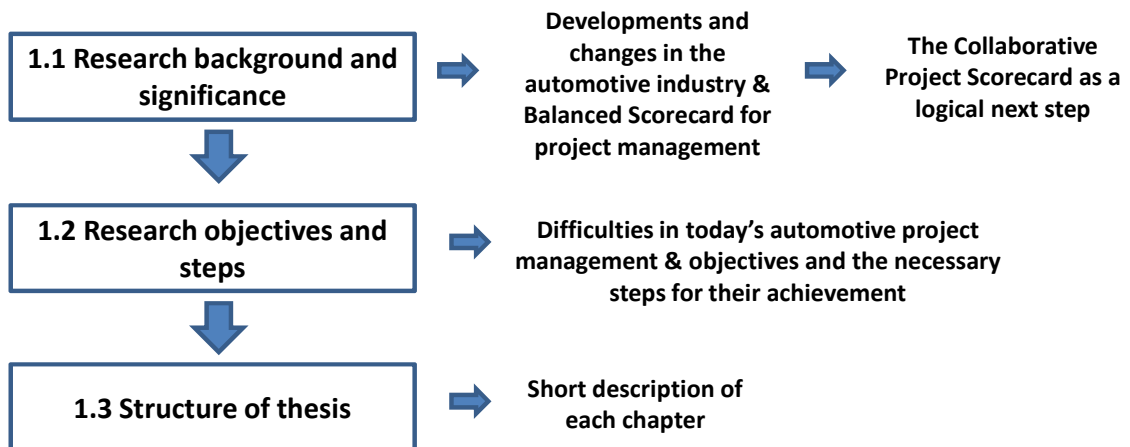 1.1 Research background and
significance
Developments and
changes in the
automotive industry &
Balanced Scorecard for
project management
The Collaborative
Project Scorecard as a
logical next step
1.2 Research objectives and
steps
Difficulties in today's automotive project
management & objectives and the necessary
steps for their achievement
1.3 Structure of thesis
Short description of
each chapter